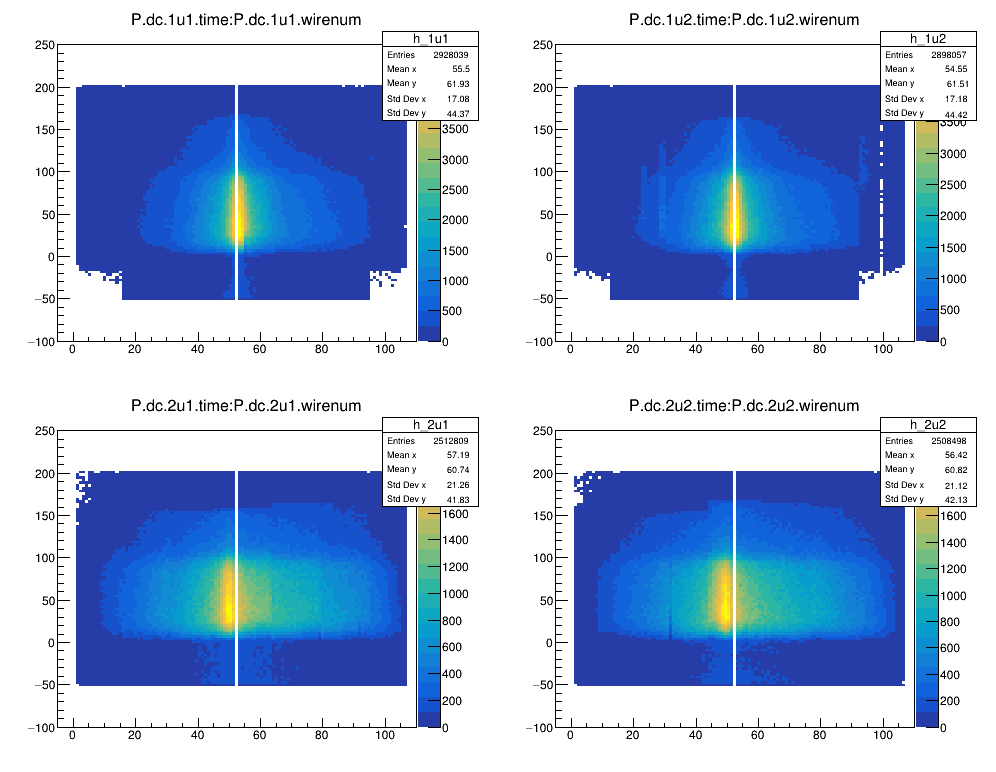 P.dc.1u1.time:P.dc.1u1.wirenum
h_1u1
Entries 2928039
Mean x 55.5
Mean y 61.93
Std Dev x 17.08
Std Dev y 44.37
250
200
150
100
50
0
−50
−100
0 20 40 60 80 100
3500
3000
2500
2000
1500
1000
500
0
P.dc.1u2.time:P.dc.1u2.wirenum
h_1u2
Entries 2898057
Mean x 54.55
Mean y 61.51
Std Dev x 17.18
Std Dev y 44.42
250
200
150
100
50
0
−50
−100
0 20 40 60 80 100
3500
3000
2500
2000
1500
1000
500
0
P.dc.2u1.time:P.dc.2u1.wirenum
h_2u1
Entries 2512809
Mean x 57.19
Mean y 60.74
Std Dev x 21.26
Std Dev y 41.83
250
200
150
100
50
0
−50
−100
0 20 40 60 80 100
1600
1400
1200
1000
800
600
400
200
0
P.dc.2u2.time:P.dc.2u2.wirenum
h_2u2
Entries 2508498
Mean x 56.42
Mean y 60.82
Std Dev x 21.12
Std Dev y 42.13
250
200
150
100
50
0
−50
−100
0 20 40 60 80 100
1600
1400
1200
1000
800
600
400
200
0